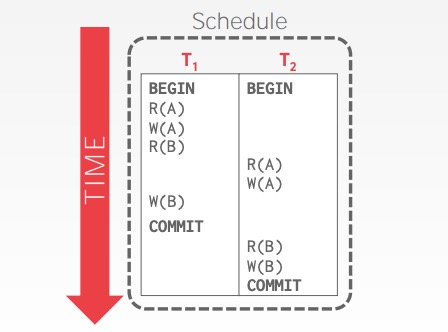 Schedule
TIME
T₁ T₂
BEGIN BEGIN
R(A)
W(A)
R(B)
R(A)
W(A)
W(B)
COMMIT
R(B)
W(B)
COMMIT